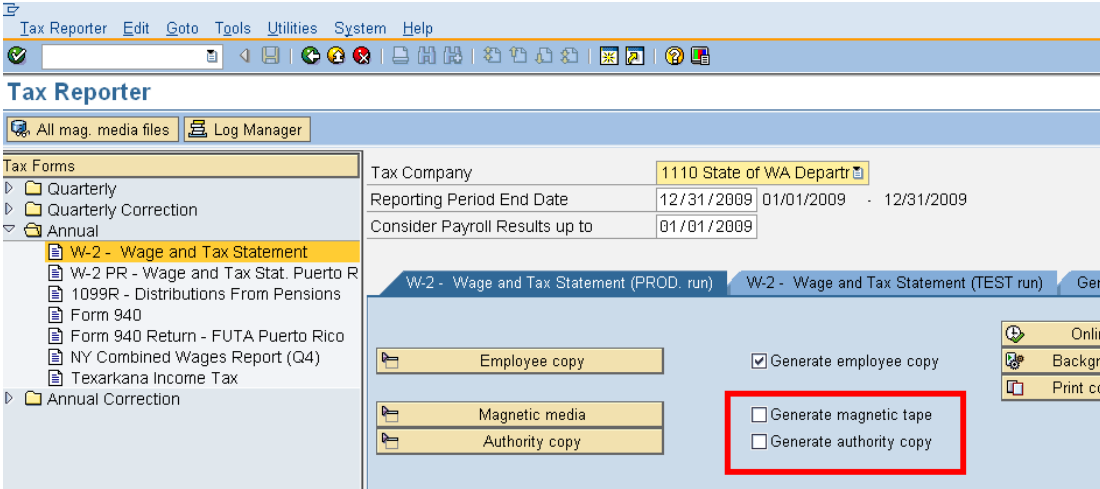 Tax Reporter Edit Goto Tools Utilities System Help
Tax Reporter
All mag. media files Log Manager
Tax Forms
Quarterly
Quarterly Correction
Annual
W-2 - Wage and Tax Statement
W-2 PR - Wage and Tax Stat. Puerto R
1099R - Distributions From Pensions
Form 940
Form 940 Return - FUTA Puerto Rico
NY Combined Wages Report (Q4)
Texarkana Income Tax
Annual Correction
Tax Company 1110 State of WA Departr
Reporting Period End Date 12/31/2009 01/01/2009 - 12/31/2009
Consider Payroll Results up to 01/01/2009
W-2 - Wage and Tax Statement (PROD. run) W-2 - Wage and Tax Statement (TEST run) Ger
Onlin
Employee copy Generate employee copy Backgr
Print co
Magnetic media Generate magnetic tape
Authority copy Generate authority copy